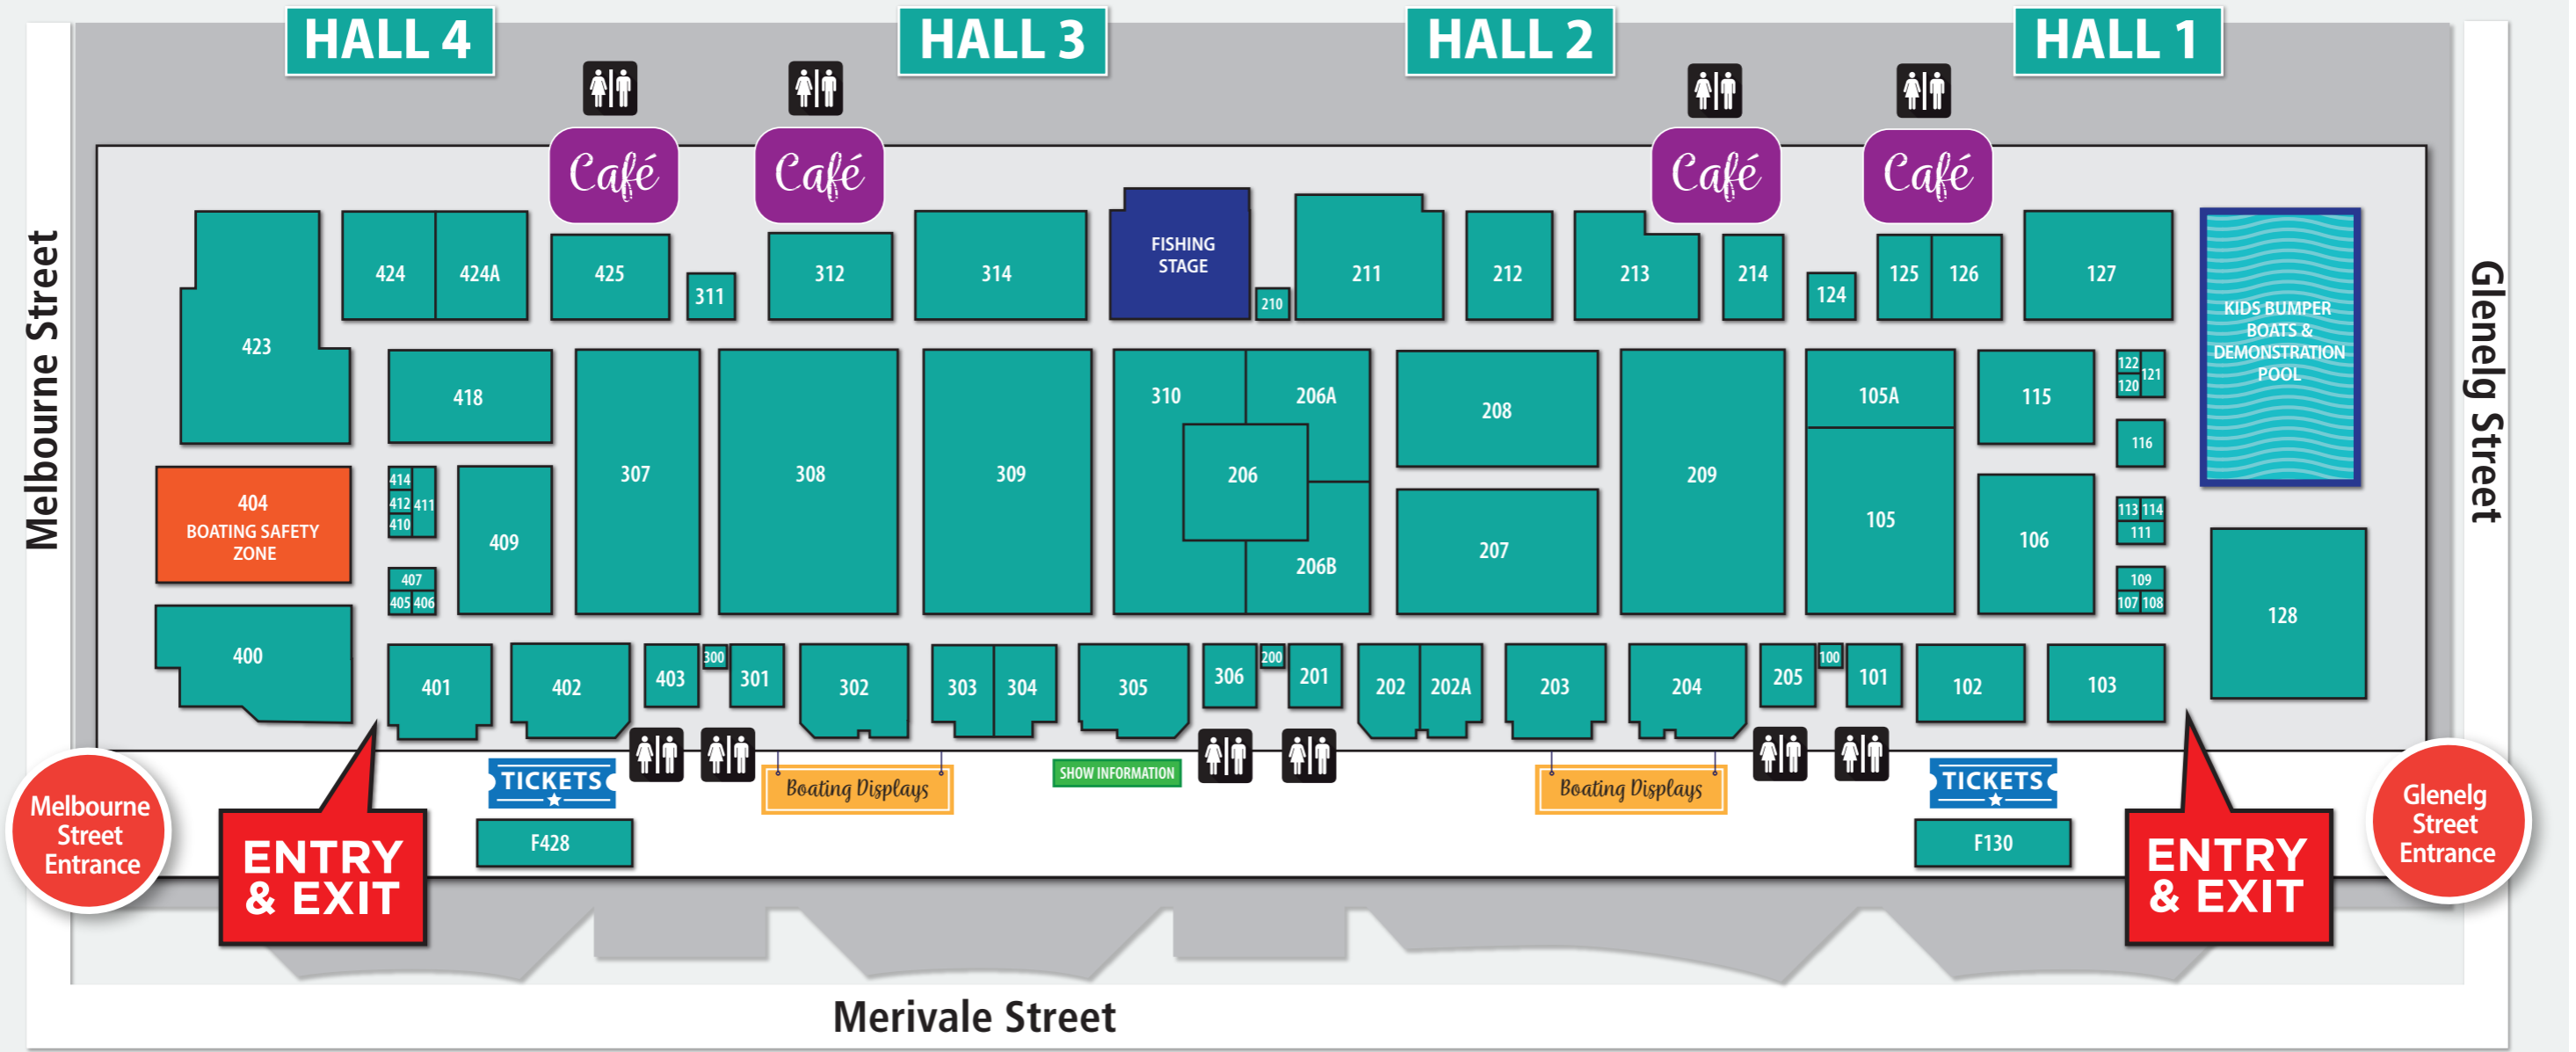 HALL 4
HALL 3
HALL 2
HALL 1
Café
Café
Café
Café
Melbourne Street
Glenelg Street
423
424
424A
425
311
312
314
FISHING
STAGE
210
211
212
213
214
124
125
126
127
KIDS BUMPER
BOATS &
DEMONSTRATION
POOL
418
307
308
309
310
206A
206
206B
208
207
209
105A
105
115
106
122
120
121
116
113
114
111
109
107
108
128
404
BOATING SAFETY
ZONE
414
412
410
411
409
407
405
406
400
401
402
403
300
301
302
303
304
305
306
200
201
202
202A
203
204
205
100
101
102
103
TICKETS
Boating Displays
SHOW INFORMATION
Boating Displays
TICKETS
F428
F130
Melbourne
Street
Entrance
ENTRY
& EXIT
ENTRY
& EXIT
Glenelg
Street
Entrance
Merivale Street